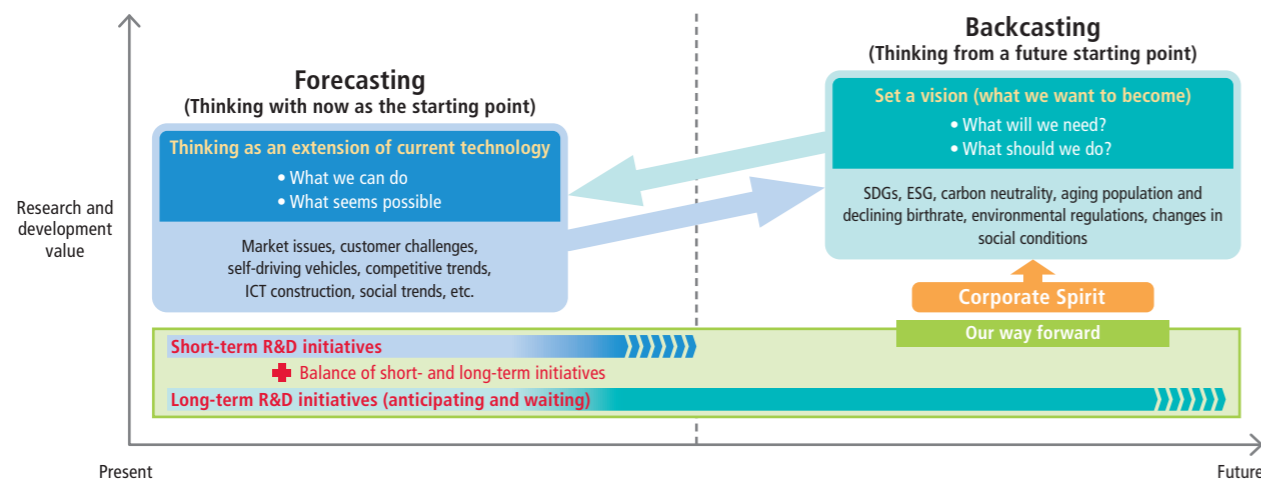 Backcasting
(Thinking from a future starting point)
Set a vision (what we want to become)
• What will we need?
• What should we do?
SDGs, ESG, carbon neutrality, aging population and
declining birthrate, environmental regulations, changes in
social conditions
Corporate Spirit
Forecasting
(Thinking with now as the starting point)
Thinking as an extension of current technology
• What we can do
• What seems possible
Market issues, customer challenges,
self-driving vehicles, competitive trends,
ICT construction, social trends, etc.
Research and
development
value
Our way forward
Short-term R&D initiatives
Balance of short- and long-term initiatives
Long-term R&D initiatives (anticipating and waiting)
Present
Future